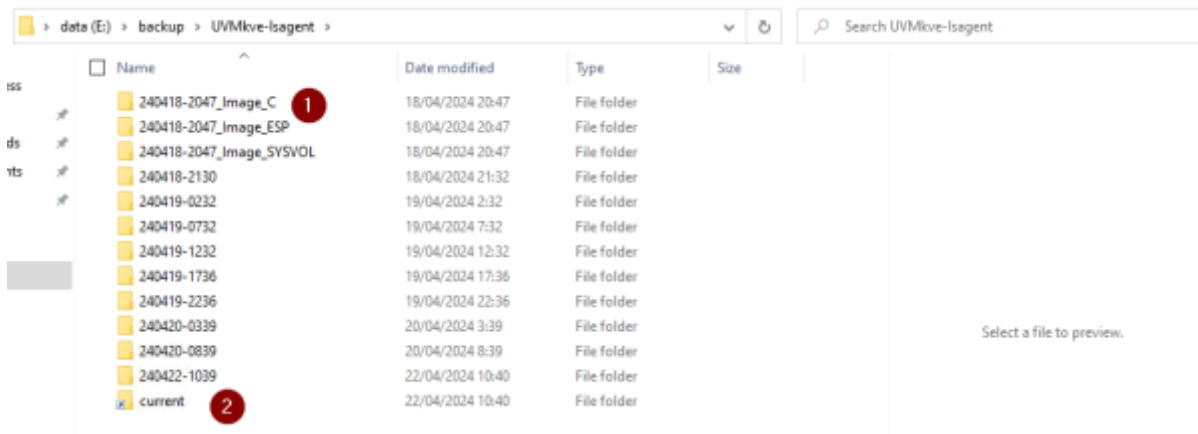 data (E:) > backup > UVMkve-lsagent >
Search UVMkve-lsagent
Name Date modified Type Size
ess
ds
nts
240418-2047_Image_C 1 18/04/2024 20:47 File folder
240418-2047_Image_ESP 18/04/2024 20:47 File folder
240418-2047_Image_SYSVOL 18/04/2024 20:47 File folder
240418-2130 18/04/2024 21:32 File folder
240419-0232 19/04/2024 2:32 File folder
240419-0732 19/04/2024 7:32 File folder
240419-1232 19/04/2024 12:32 File folder
240419-1736 19/04/2024 17:36 File folder
240419-2236 19/04/2024 22:36 File folder
240420-0339 20/04/2024 3:39 File folder
240420-0839 20/04/2024 8:39 File folder
240422-1039 22/04/2024 10:40 File folder
current 2 22/04/2024 10:40 File folder
Select a file to preview.